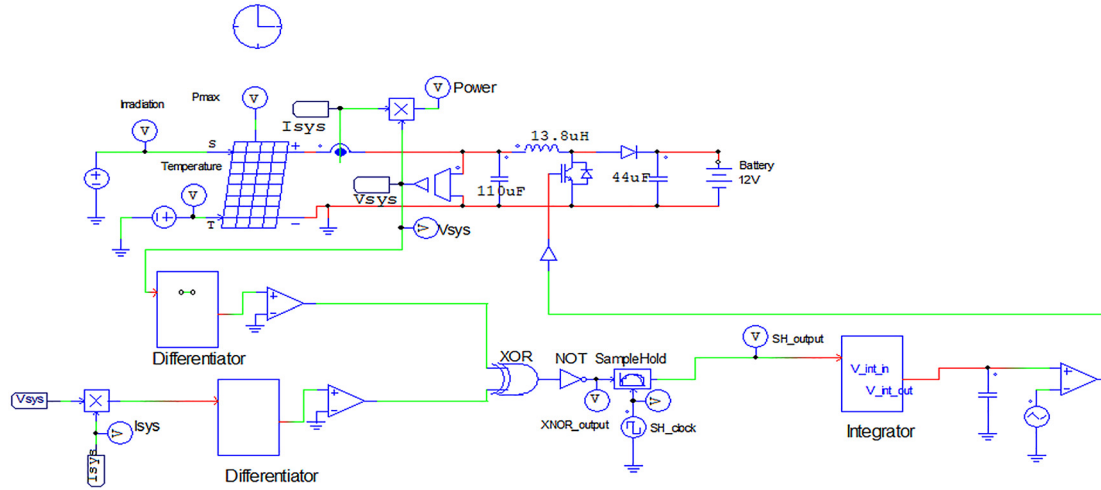 Power
Pmax
V
V
Irradiation
Isys
V
13.8uH
S
+
Temperature
Battery
12V
V
110uF
44uF
Vsys
T
−
V
Vsys
Differentiator
XOR
NOT
SampleHold
V
SH_output
V_int_in
V_int_out
Vsys
Isys
V
V
V
XNOR_output
SH_clock
Integrator
Isys
Differentiator